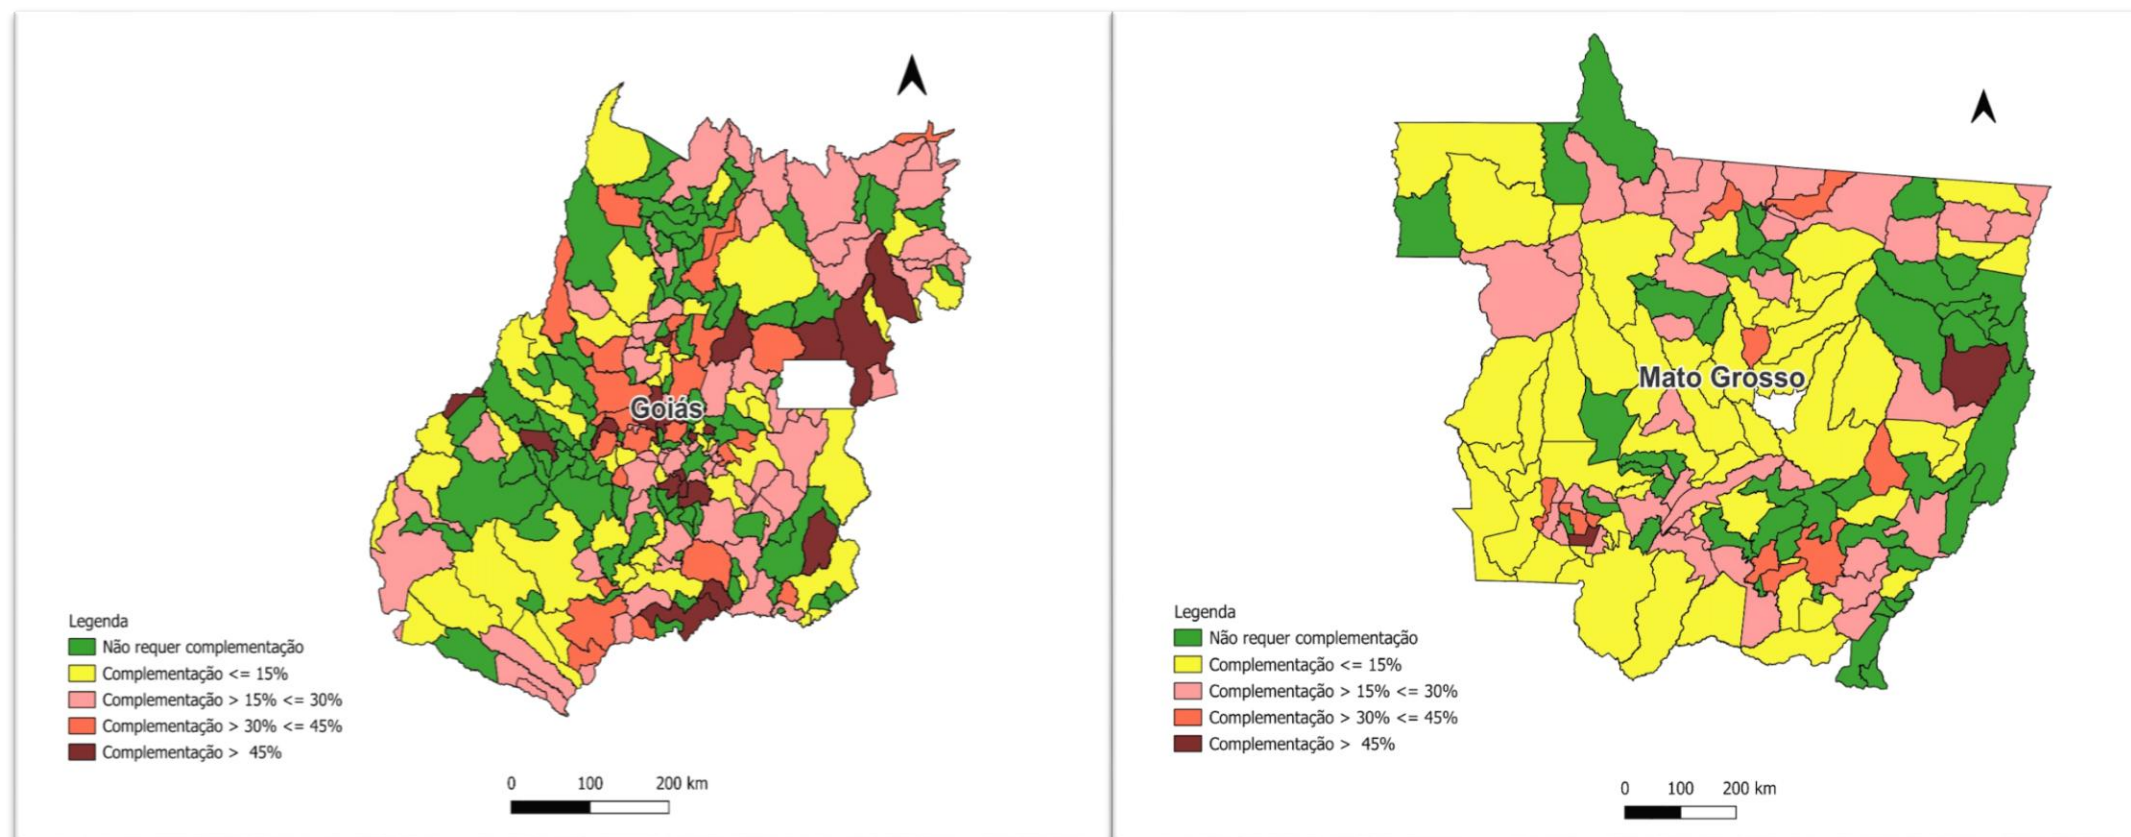 Goiás
Legenda
Não requer complementação
Complementação <= 15%
Complementação > 15% <= 30%
Complementação > 30% <= 45%
Complementação > 45%
0 100 200 km
Mato Grosso
Legenda
Não requer complementação
Complementação <= 15%
Complementação > 15% <= 30%
Complementação > 30% <= 45%
Complementação > 45%
0 100 200 km